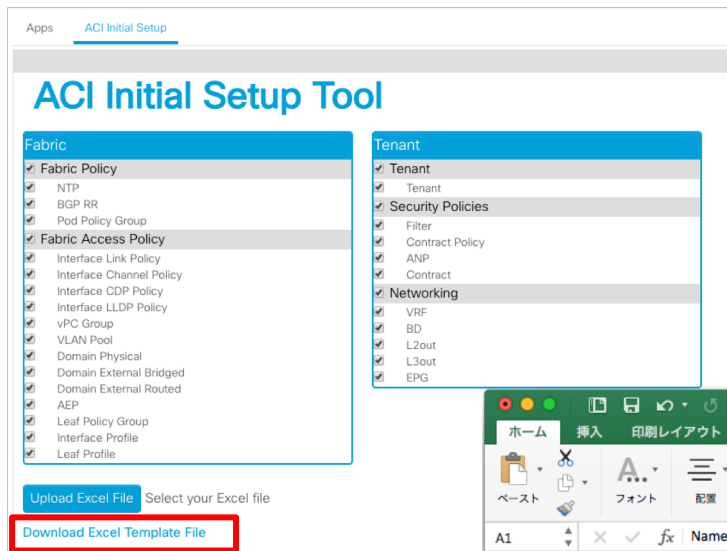 Apps ACI Initial Setup
ACI Initial Setup Tool
Fabric
Fabric Policy
NTP
BGP RR
Pod Policy Group
Fabric Access Policy
Interface Link Policy
Interface Channel Policy
Interface CDP Policy
Interface LLDP Policy
vPC Group
VLAN Pool
Domain Physical
Domain External Bridged
Domain External Routed
AEP
Leaf Policy Group
Interface Profile
Leaf Profile
Tenant
Tenant
Tenant
Security Policies
Filter
Contract Policy
ANP
Contract
Networking
VRF
BD
L2out
L3out
EPG
Upload Excel File Select your Excel file
Download Excel Template File
ホーム 挿入 印刷レイアウト
A
ペースト フォント 配置
A1 fx Name